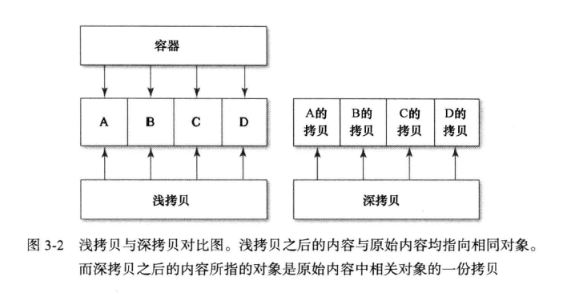 容器
A B C D
A的 B的 C的 D的
拷贝 拷贝 拷贝 拷贝
浅拷贝 深拷贝
图 3-2 浅拷贝与深拷贝对比图。浅拷贝之后的内容与原始内容均指向相同对象。
而深拷贝之后的内容所指的对象是原始内容中相关对象的一份拷贝